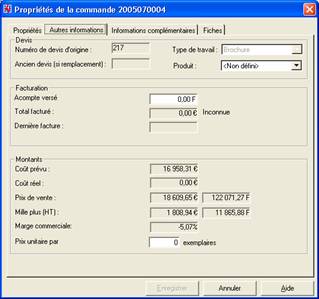 Propriétés de la commande 2005070004
Propriétés Autres informations Informations complémentaires Fiches
Devis
Numéro de devis d'origine : 217 Type de travail : Brochure
Ancien devis (si remplacement) : Produit : <Non défini>
Facturation
Acompte versé 0,00 F
Total facturé : 0,00 € Inconnue
Dernière facture :
Montants
Coût prévu : 16 958,31 €
Coût réel : 0,00 €
Prix de vente : 18 609,65 € 122 071,27 F
Mille plus (HT) : 1 808,94 € 11 865,88 F
Marge commerciale: -5,07%
Prix unitaire par 0 exemplaires
Enregistrer Annuler Aide